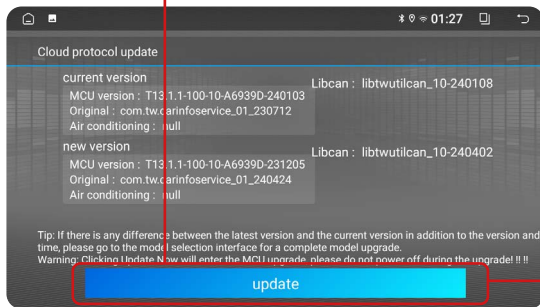 01:27
Cloud protocol update
current version
MCU version : T13.1.1-100-10-A6939D-240103
Libcan : libtwutilcan_10-240108
Original : com.tw.carinfoservice_01_230712
Air conditioning : null
new version
MCU version : T13.1.1-100-10-A6939D-231205
Libcan : libtwutilcan_10-240402
Original : com.tw.carinfoservice_01_240424
Air conditioning : null
Tip: If there is any difference between the latest version and the current version in addition to the version and
time, please go to the model selection interface for a complete model upgrade.
Warning: Clicking Update Now will enter the MCU upgrade, please do not power off during the upgrade! !! !!
update